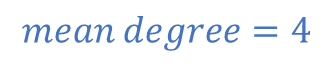 mean degree = 4